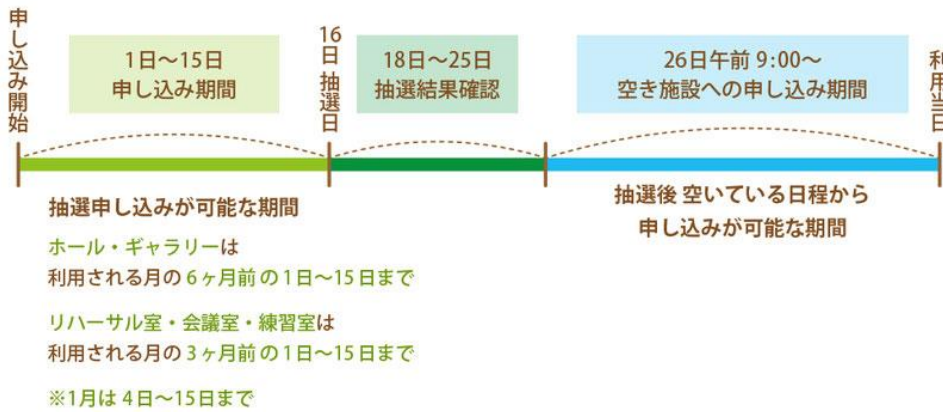 申し込み開始
1日～15日
申し込み期間
16日 抽選日
18日～25日
抽選結果確認
26日午前 9:00～
空き施設への申し込み期間
利用当日
抽選申し込みが可能な期間
ホール・ギャラリーは
利用される月の 6ヶ月前の1日～15日まで
リハーサル室・会議室・練習室は
利用される月の 3ヶ月前の1日～15日まで
※1月は 4日～15日まで
抽選後 空いている日程から
申し込みが可能な期間